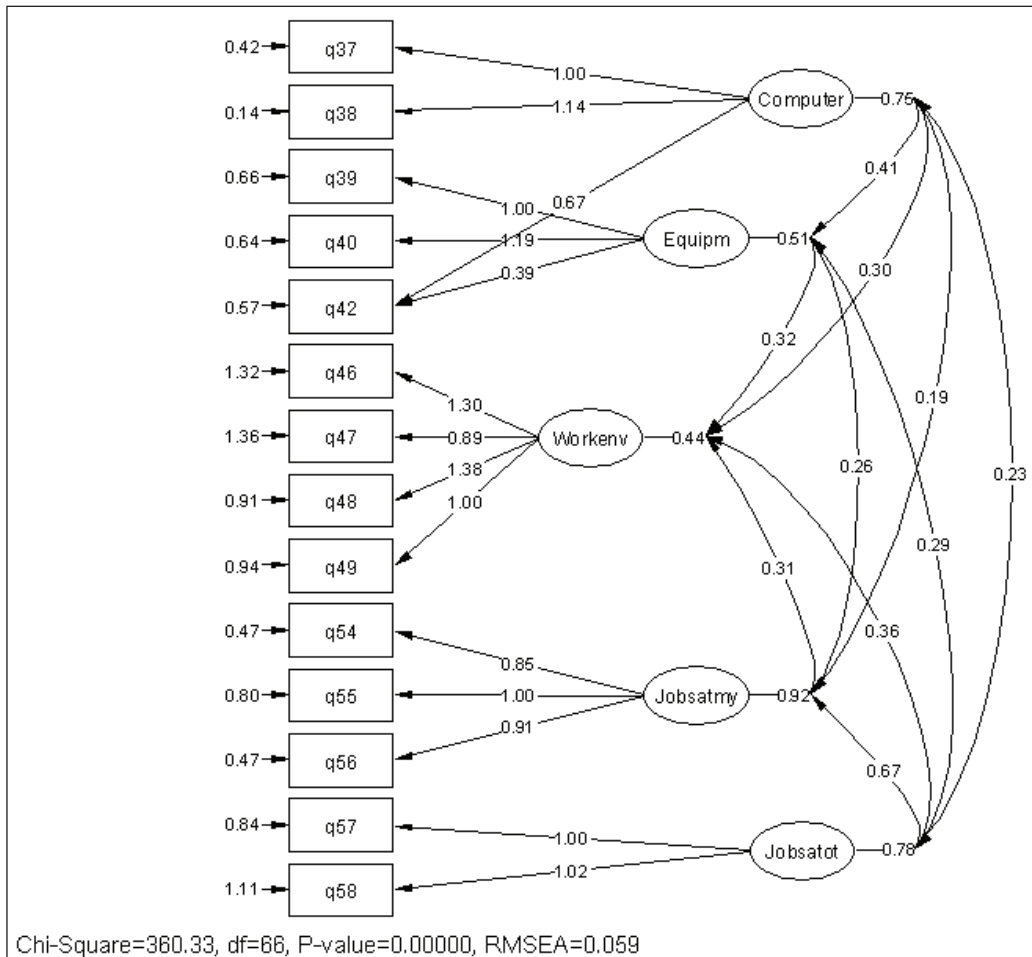 0.42 q37
1.00
Computer 0.75
0.14 q38
1.14
0.66 q39
0.41
0.67
1.00
0.64 q40
1.19
Equipm 0.51
0.30
0.39
0.57 q42
0.32
1.32 q46
1.30
0.19
1.36 q47
0.89
Workenv 0.44
0.26
0.23
1.38
0.91 q48
1.00
0.29
0.94 q49
0.31
0.36
0.47 q54
0.85
0.80 q55
1.00
Jobsatmy 0.92
0.91
0.47 q56
0.67
0.84 q57
1.00
Jobsatot 0.78
1.02
1.11 q58
Chi-Square=360.33, df=66, P-value=0.00000, RMSEA=0.059